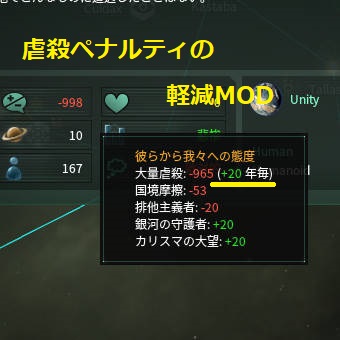 Kastaba
虐殺ペナルティの
軽減MOD
-998
Unity
10
167
彼らから我々への態度
大量虐殺: -965 (+20 年毎)
国境摩擦: -53
排他主義者: -20
銀河の守護者: +20
カリスマの大望: +20